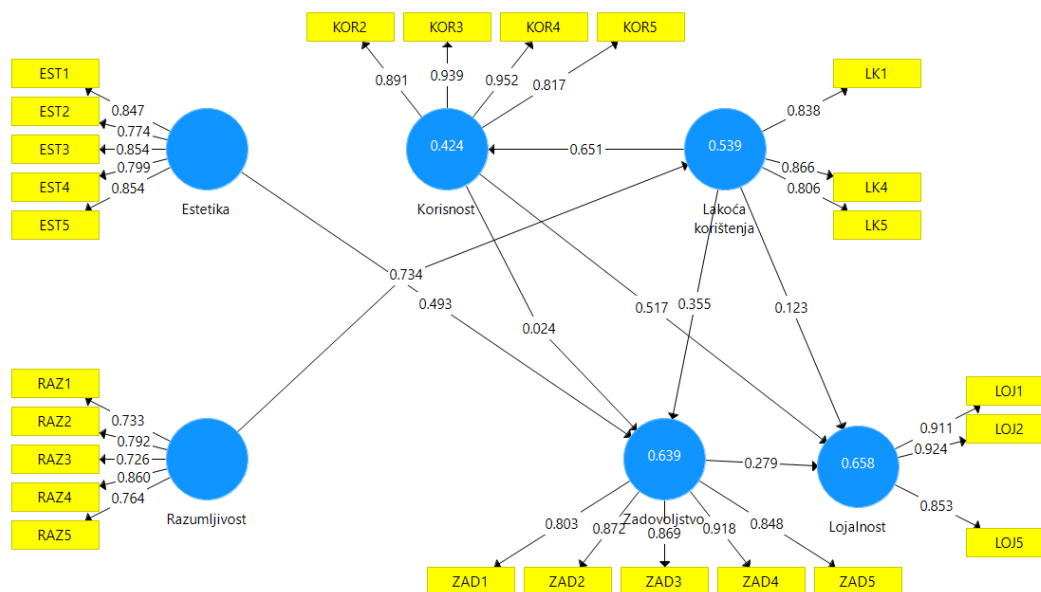 KOR2
KOR3
KOR4
KOR5
0.891
0.939
0.952
0.817
EST1
EST2
EST3
EST4
EST5
0.847
0.774
0.854
0.799
0.854
Estetika
0.424
Korisnost
0.651
0.539
Lakoća
korištenja
LK1
LK4
LK5
0.838
0.866
0.806
0.734
0.493
0.024
0.517
0.355
0.123
RAZ1
RAZ2
RAZ3
RAZ4
RAZ5
0.733
0.792
0.726
0.860
0.764
Razumljivost
0.639
Zadovoljstvo
0.279
0.658
Lojalnost
LOJ1
LOJ2
LOJ5
0.911
0.924
0.853
0.803
0.872
0.869
0.918
0.848
ZAD1
ZAD2
ZAD3
ZAD4
ZAD5